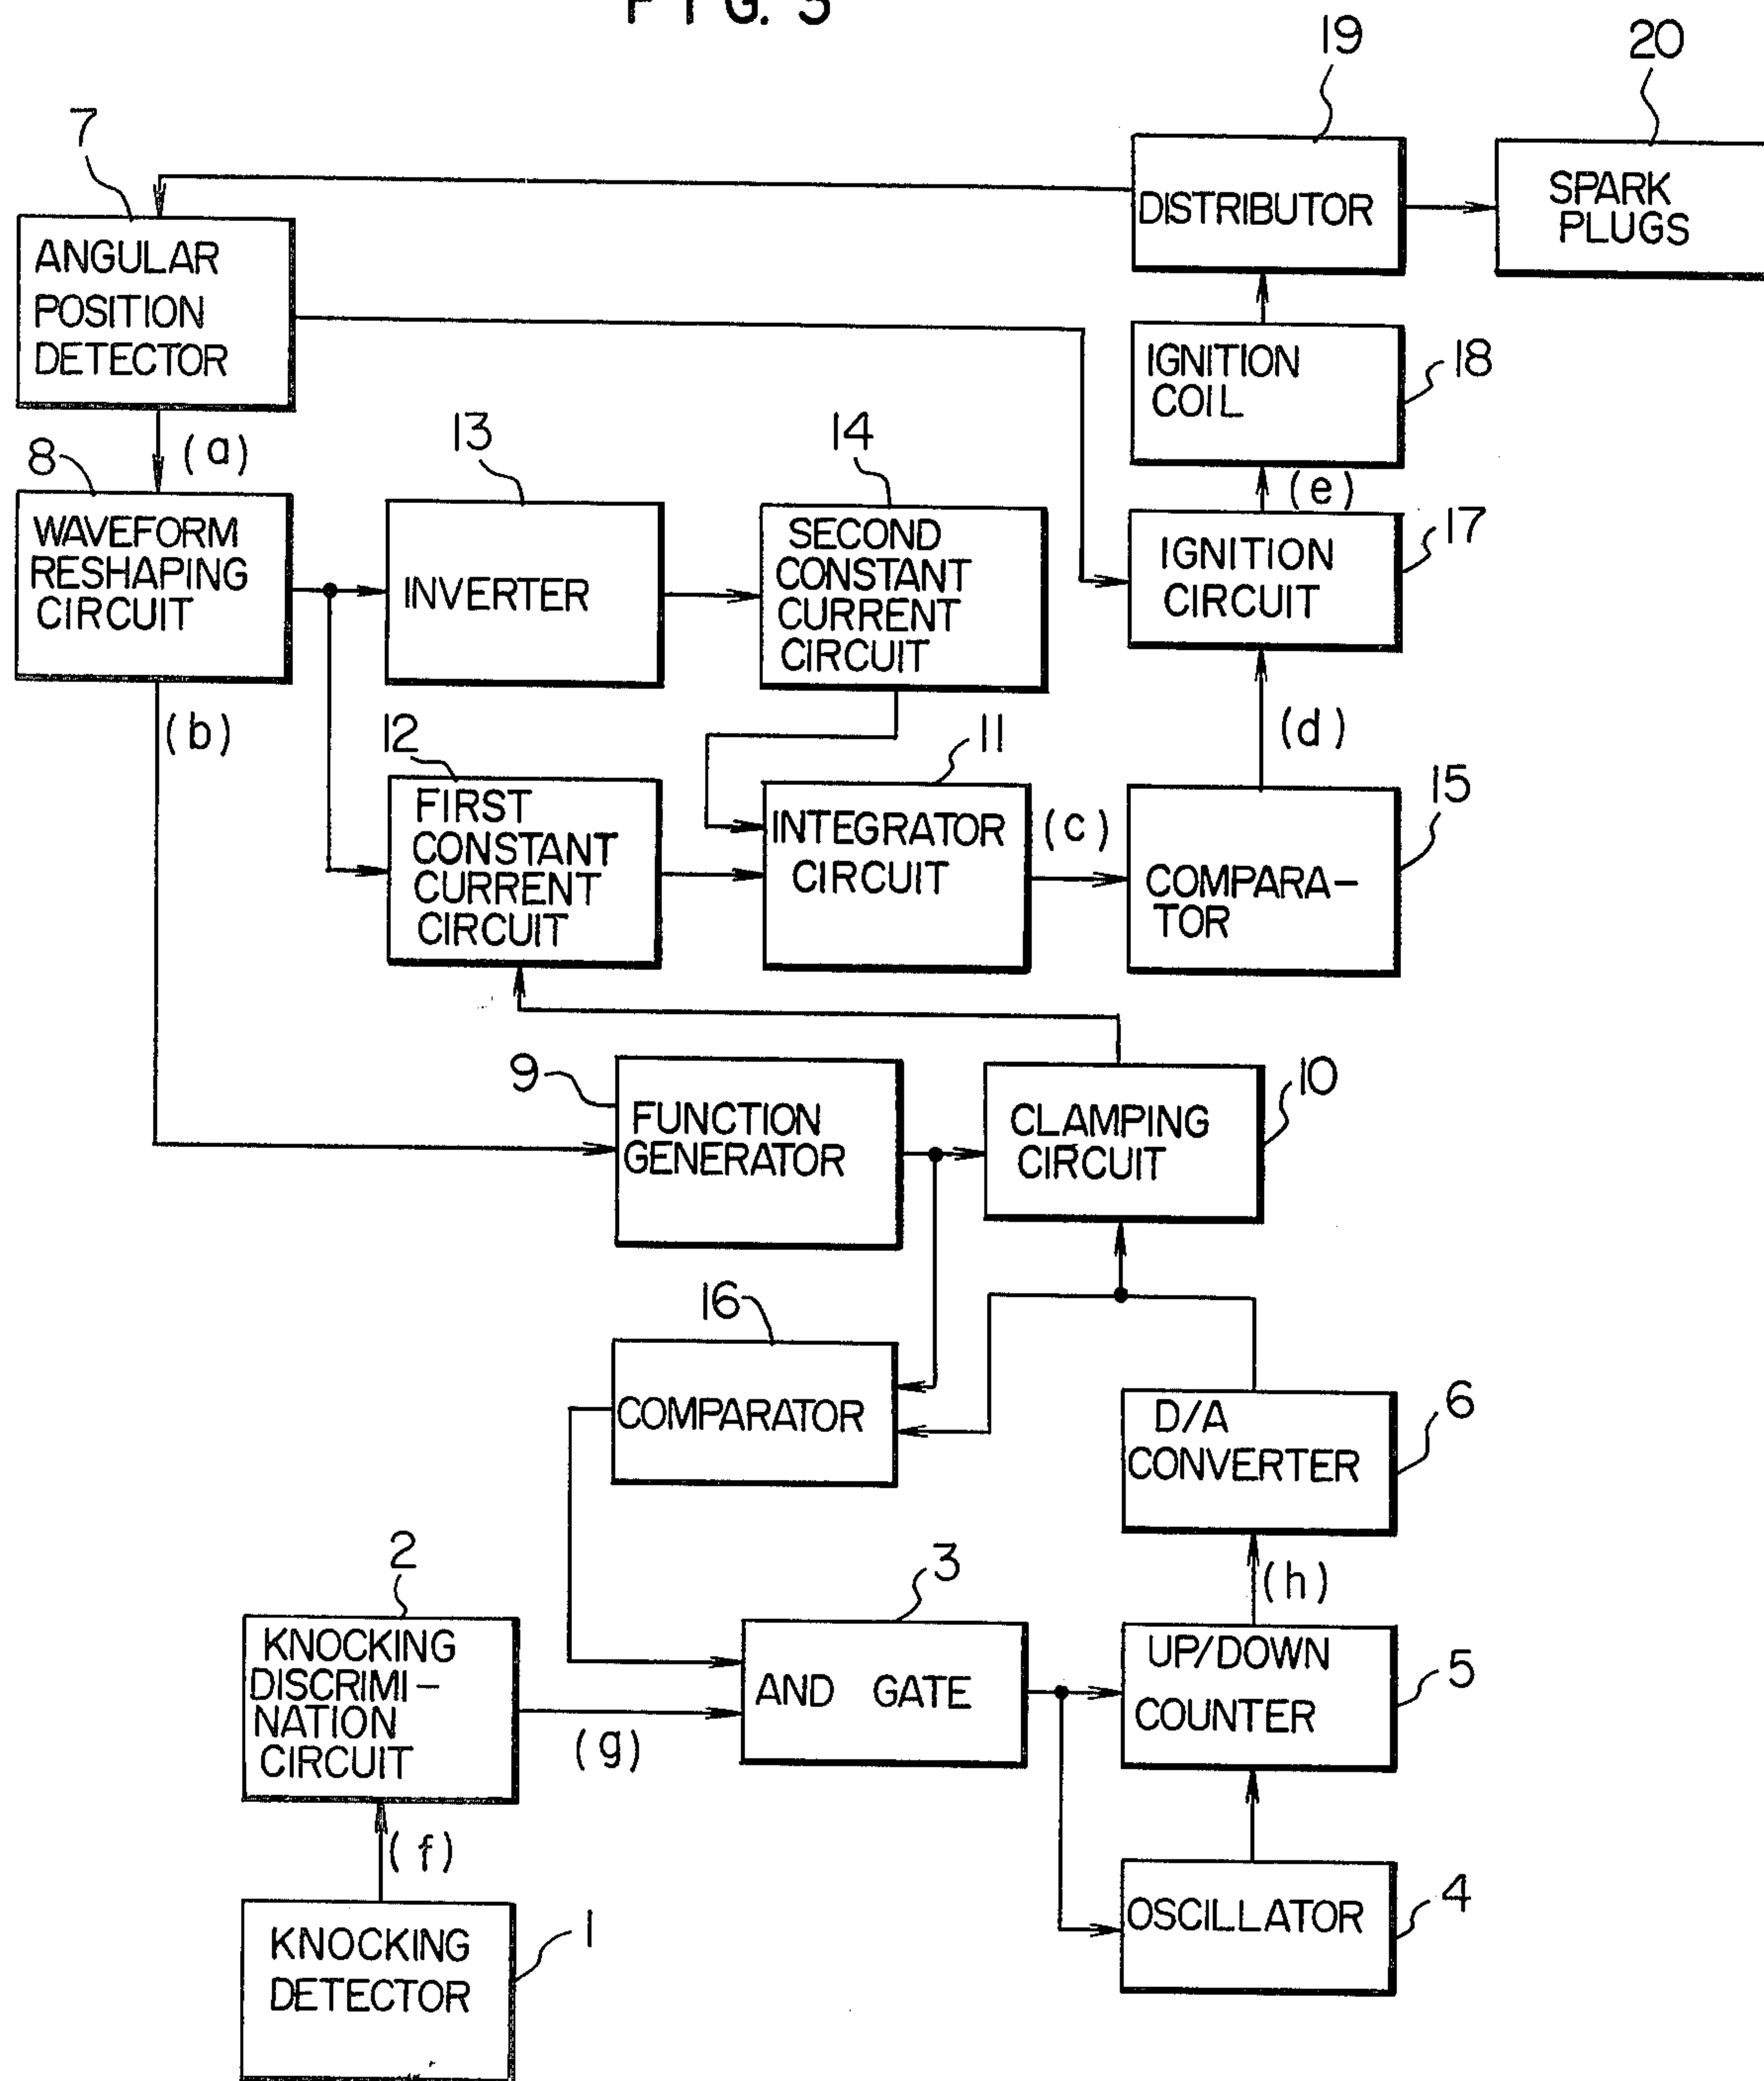 FIG. 3
19
20
7
DISTRIBUTOR
SPARK
PLUGS
ANGULAR
POSITION
DETECTOR
IGNITION
COIL
18
(a)
8
13
14
(e)
WAVEFORM
RESHAPING
CIRCUIT
INVERTER
SECOND
CONSTANT
CURRENT
CIRCUIT
IGNITION
CIRCUIT
17
(b)
12
11
(d)
FIRST
CONSTANT
CURRENT
CIRCUIT
INTEGRATOR
CIRCUIT
(c)
COMPARA-
TOR
15
9
FUNCTION
GENERATOR
CLAMPING
CIRCUIT
10
16
COMPARATOR
D/A
CONVERTER
6
2
3
(h)
KNOCKING
DISCRIMI-
NATION
CIRCUIT
(g)
AND GATE
UP/DOWN
COUNTER
5
(f)
KNOCKING
DETECTOR
1
OSCILLATOR
4